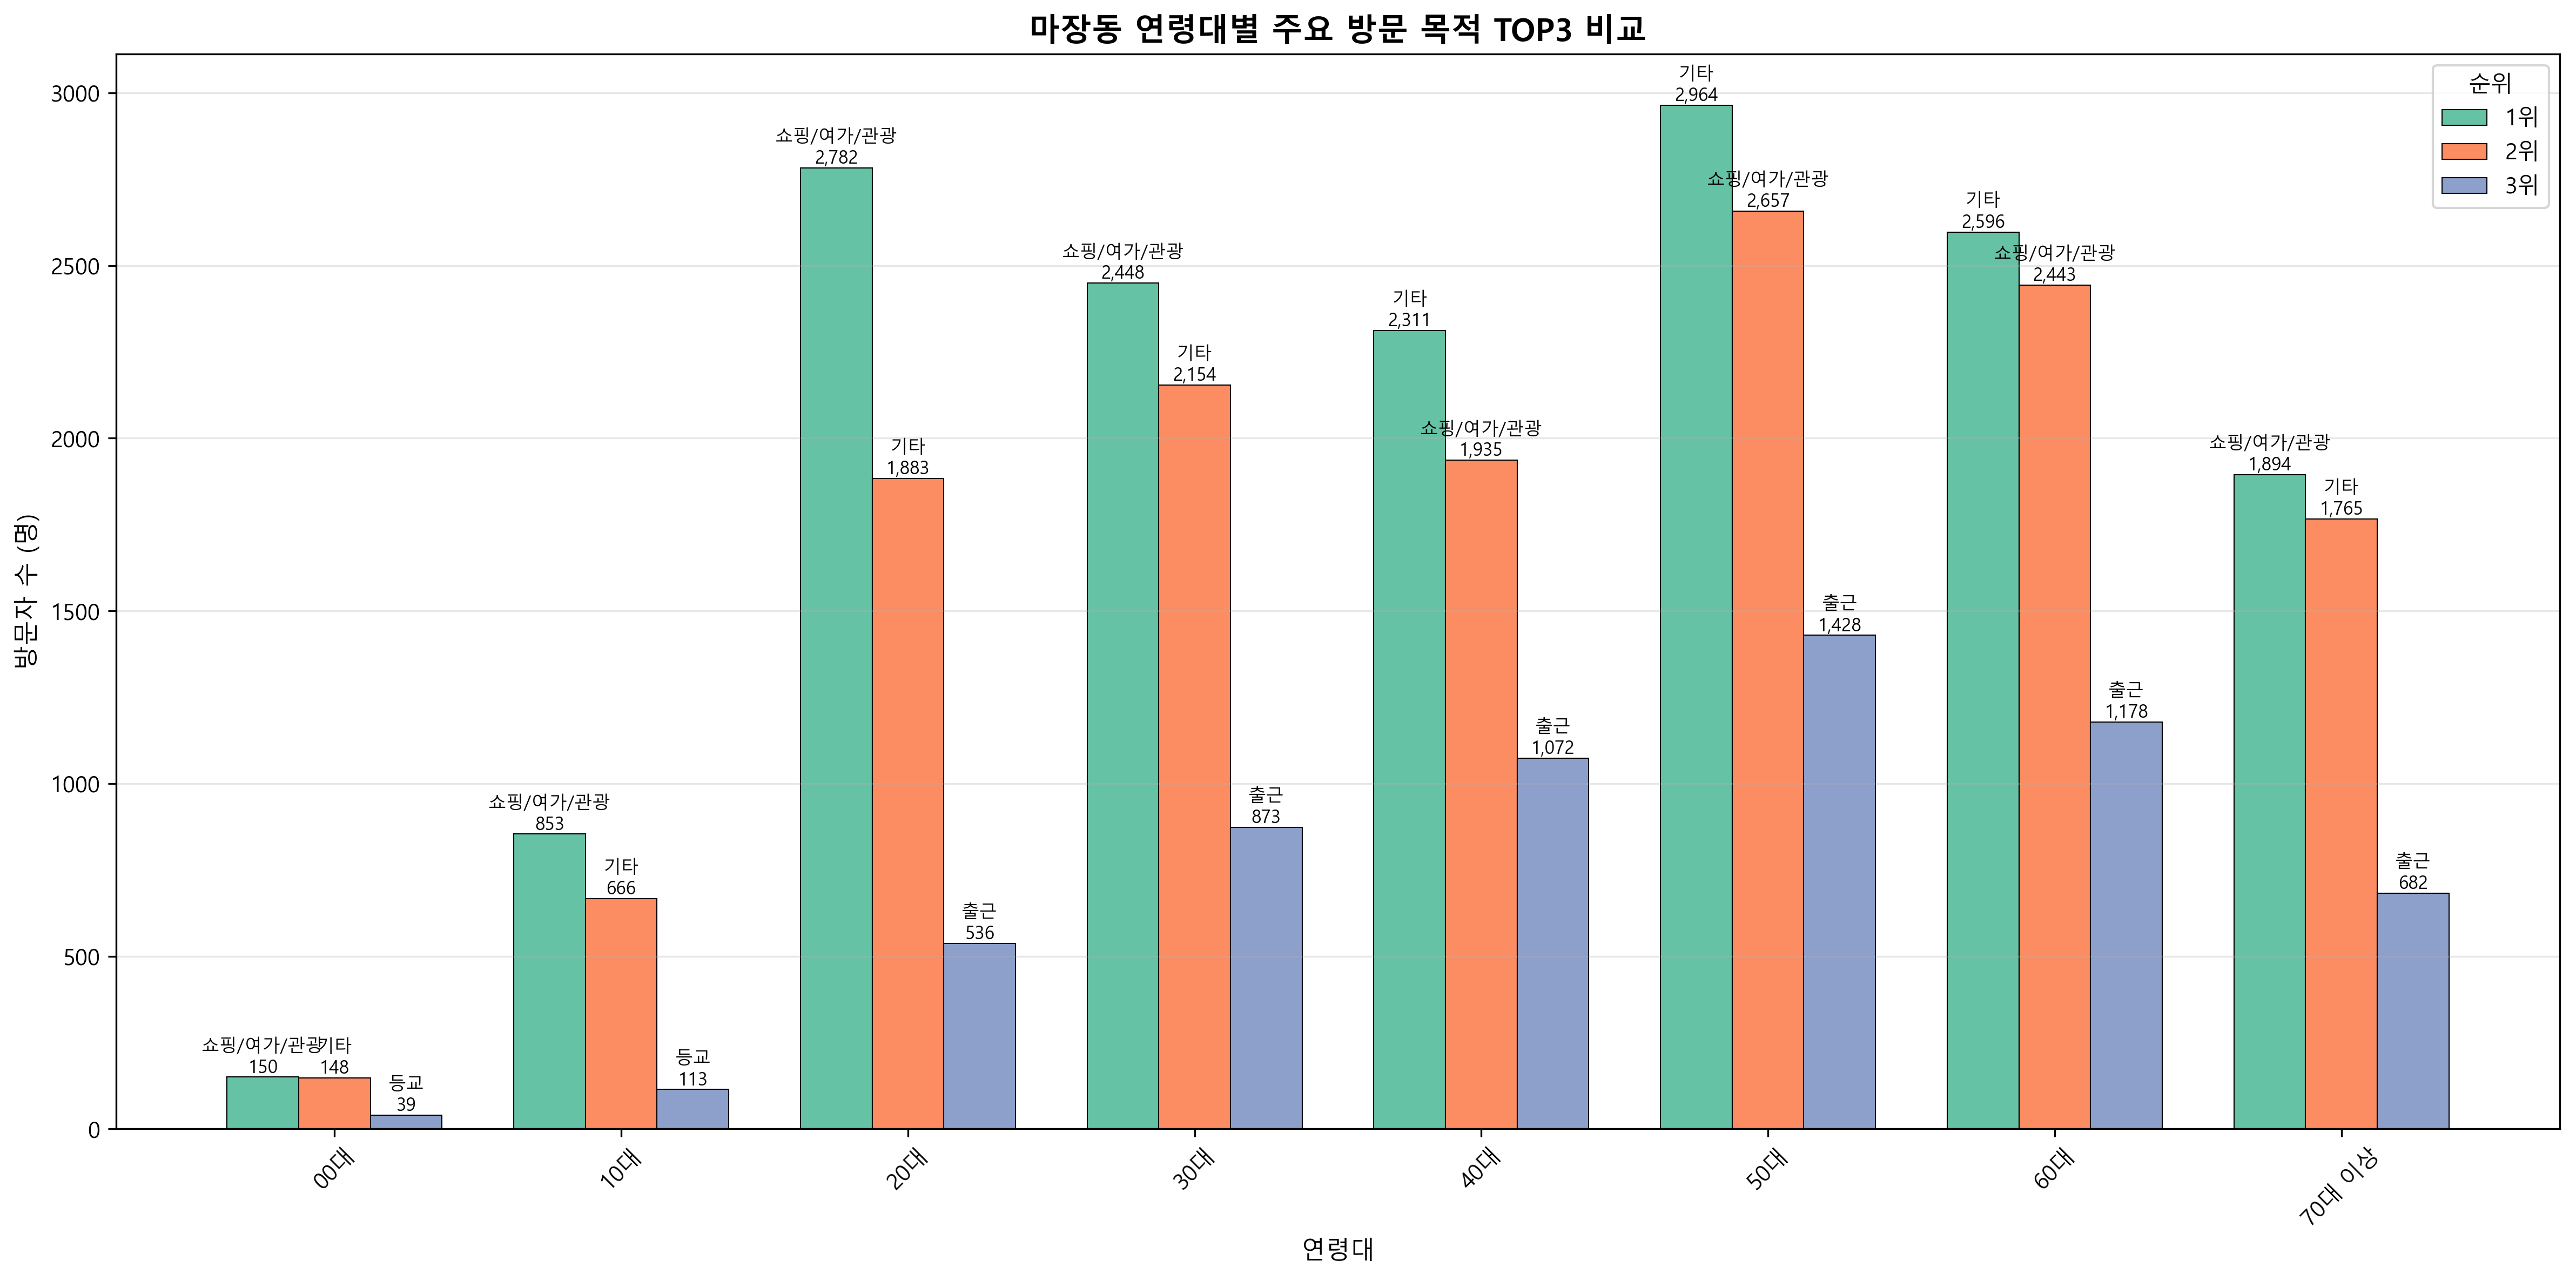 마장동 연령대별 주요 방문 목적 TOP3 비교
순위
1위
2위
3위
방문자 수 (명)
3000
2500
2000
1500
1000
500
0
쇼핑/여가/관광
150
기타
148
등교
39
쇼핑/여가/관광
853
기타
666
등교
113
쇼핑/여가/관광
2,782
기타
1,883
출근
536
쇼핑/여가/관광
2,448
기타
2,154
출근
873
기타
2,311
쇼핑/여가/관광
1,935
출근
1,072
기타
2,964
쇼핑/여가/관광
2,657
출근
1,428
기타
2,596
쇼핑/여가/관광
2,443
출근
1,178
쇼핑/여가/관광
1,894
기타
1,765
출근
682
00대
10대
20대
30대
40대
50대
60대
70대 이상
연령대